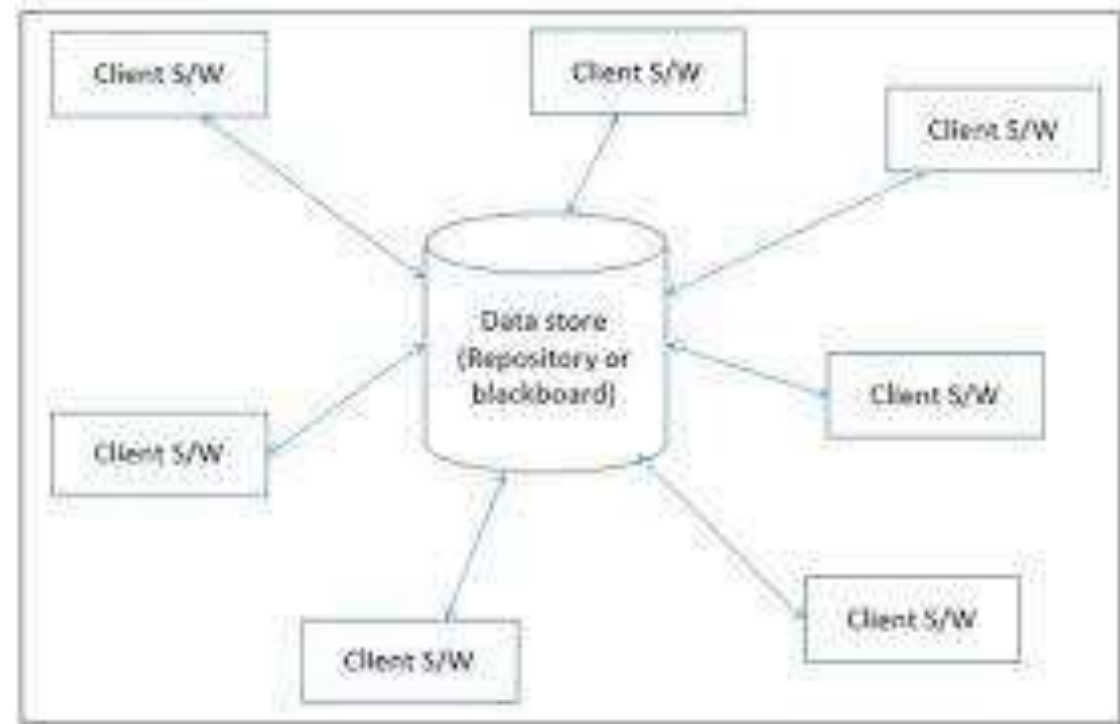 Client S/W
Client S/W
Client S/W
Data store
(Repository or
blackboard)
Client S/W
Client S/W
Client S/W
Client S/W